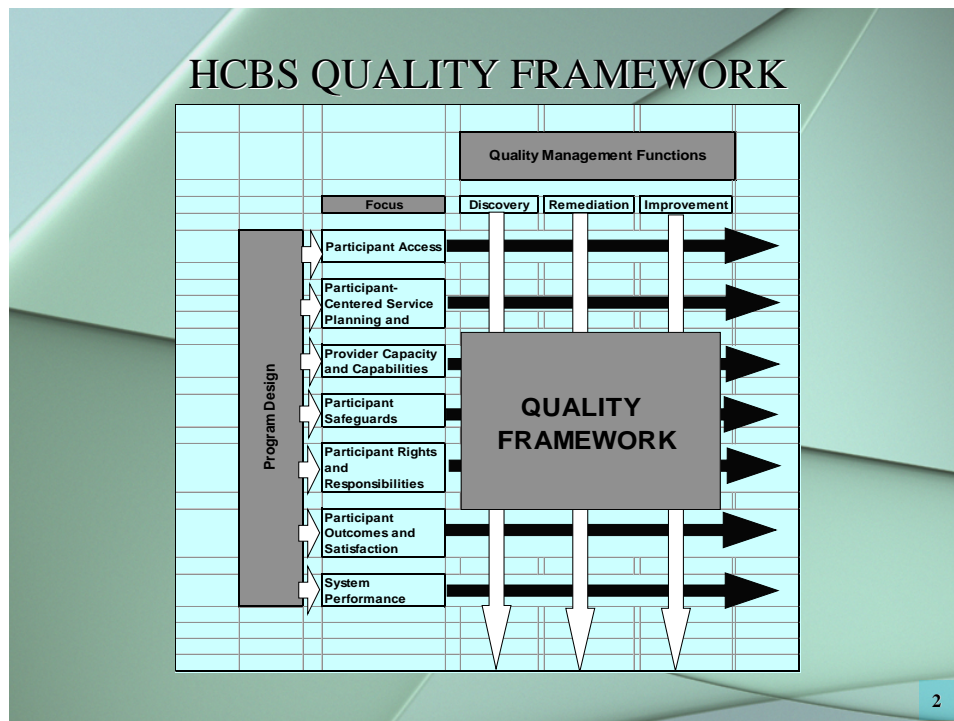 HCBS QUALITY FRAMEWORK
Quality Management Functions
Focus
Discovery
Remediation
Improvement
Program Design
Participant Access
Participant-
Centered Service
Planning and
Provider Capacity
and Capabilities
Participant
Safeguards
Participant Rights
and
Responsibilities
Participant
Outcomes and
Satisfaction
System
Performance
QUALITY
FRAMEWORK
2